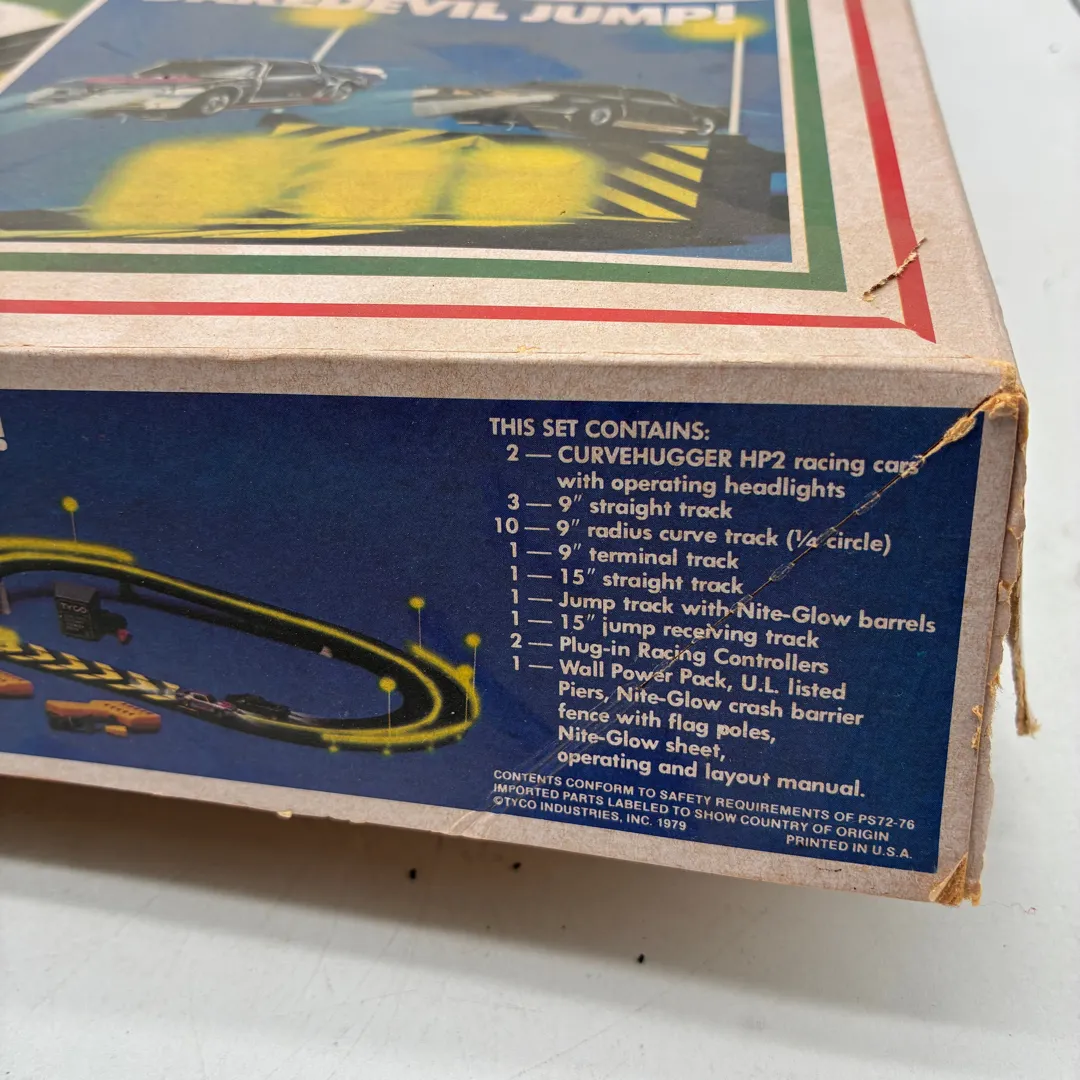 DAREDEVIL JUMP!
THIS SET CONTAINS:
2 — CURVEHUGGER HP2 racing cars
with operating headlights
3 — 9" straight track
10 — 9" radius curve track (¼ circle)
1 — 9" terminal track
1 — 15" straight track
1 — Jump track with Nite-Glow barrels
1 — 15" jump receiving track
2 — Plug-in Racing Controllers
1 — Wall Power Pack, U.L. listed
Piers, Nite-Glow crash barrier
fence with flag poles,
Nite-Glow sheet,
operating and layout manual.
CONTENTS CONFORM TO SAFETY REQUIREMENTS OF PS72-76
IMPORTED PARTS LABELED TO SHOW COUNTRY OF ORIGIN
©TYCO INDUSTRIES, INC. 1979
PRINTED IN U.S.A.
TYCO